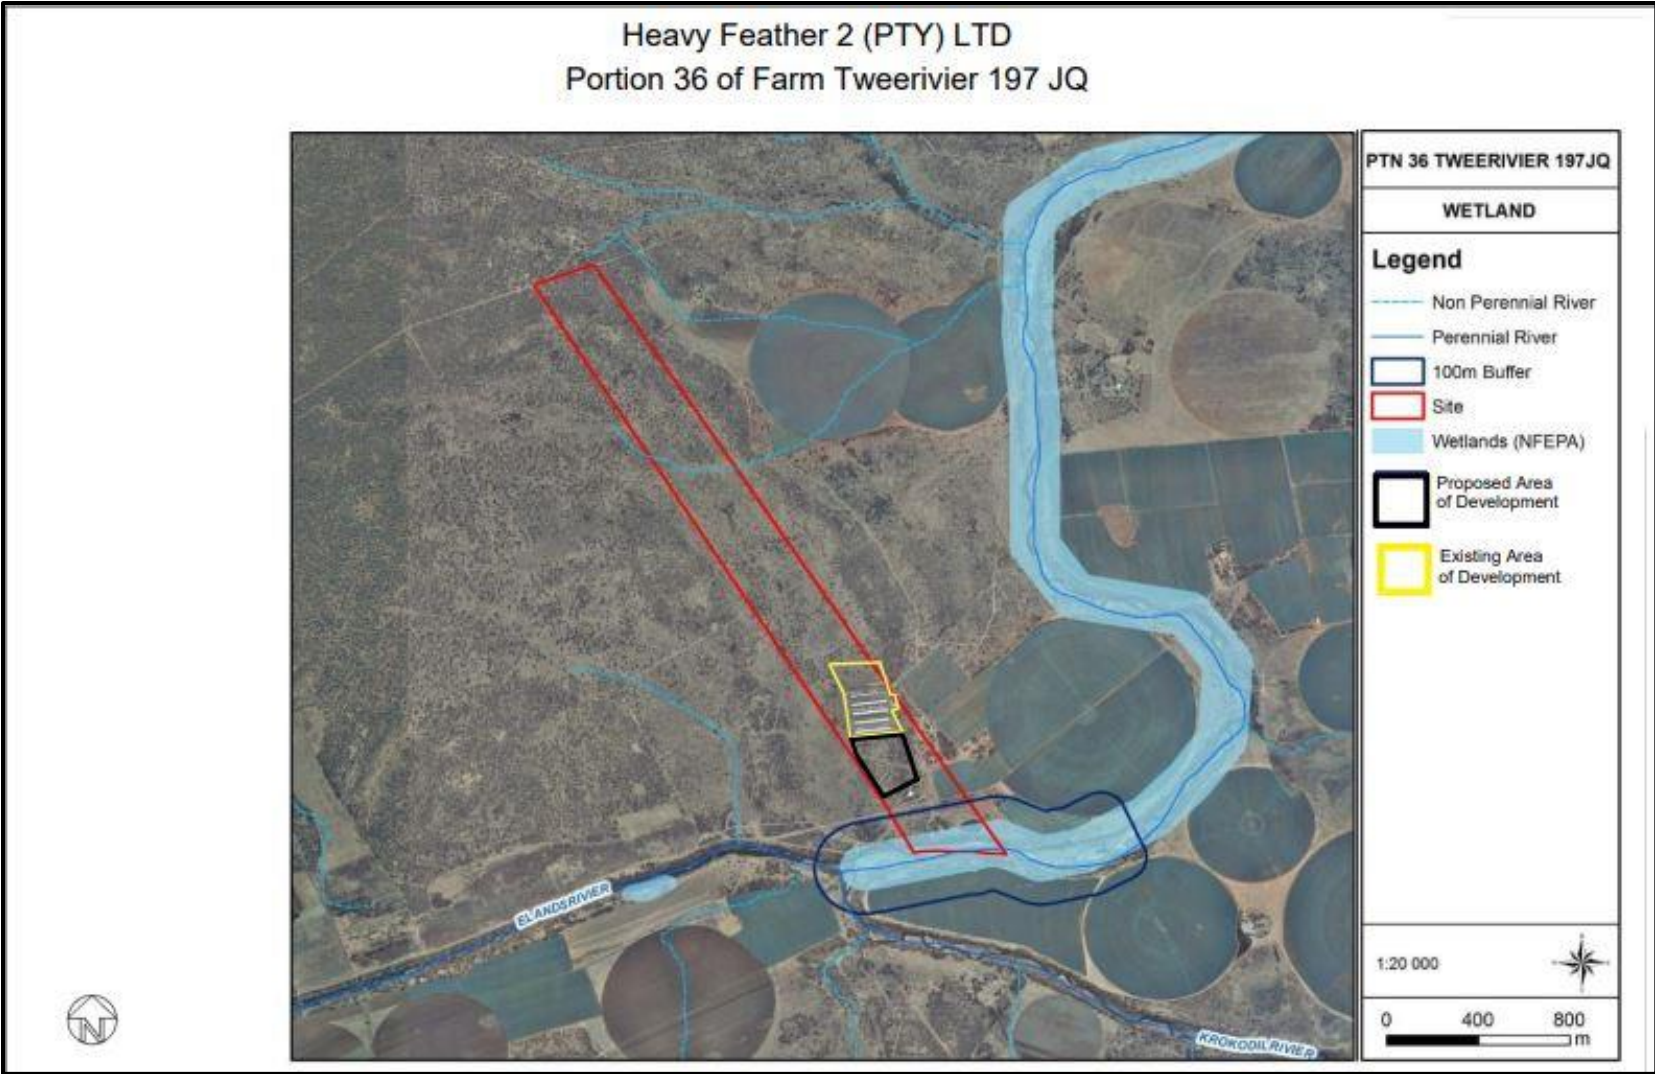 Heavy Feather 2 (PTY) LTD
Portion 36 of Farm Tweerivier 197 JQ
PTN 36 TWEERIVIER 197JQ
WETLAND
Legend
Non Perennial River
Perennial River
100m Buffer
Site
Wetlands (NFEPA)
Proposed Area
of Development
Existing Area
of Development
ELANDSRIVIER
KROKODILRIVIER
1:20 000
0 400 800
m
N